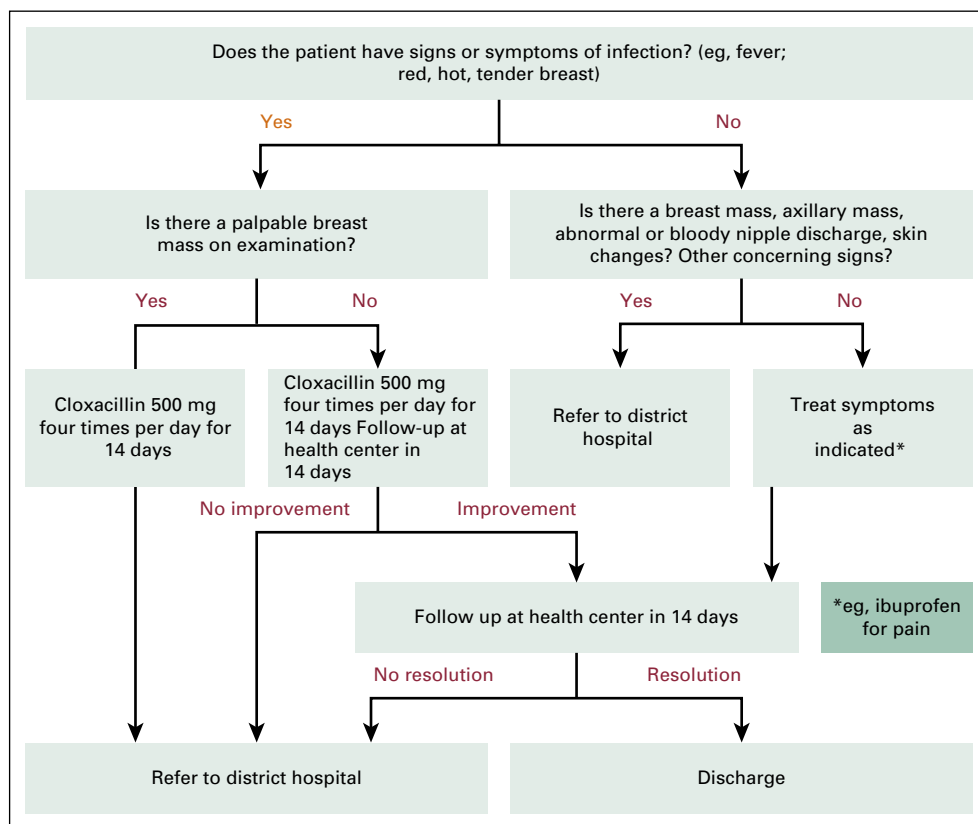 Does the patient have signs or symptoms of infection? (eg, fever;
red, hot, tender breast)
Yes
No
Is there a palpable breast
mass on examination?
Is there a breast mass, axillary mass,
abnormal or bloody nipple discharge, skin
changes? Other concerning signs?
Yes
No
Yes
No
Cloxacillin 500 mg
four times per day for
14 days
Cloxacillin 500 mg
four times per day for
14 days Follow-up at
health center in
14 days
Refer to district
hospital
Treat symptoms
as
indicated*
No improvement
Improvement
Follow up at health center in 14 days
*eg, ibuprofen
for pain
No resolution
Resolution
Refer to district hospital
Discharge